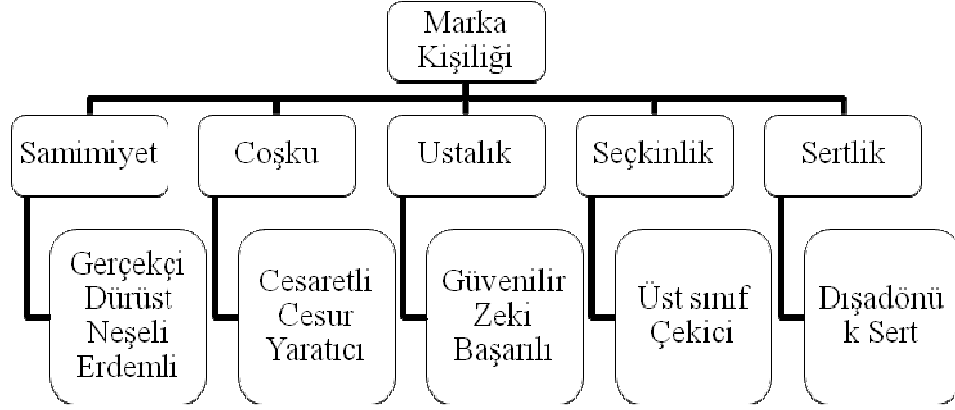 Marka
Kişiliği
Samimiyet
Coşku
Ustalık
Seçkinlik
Sertlik
Gerçekçi
Dürüst
Neşeli
Erdemli
Cesaretli
Cesur
Yaratıcı
Güvenilir
Zeki
Başarılı
Üst sınıf
Çekici
Dışadönü
k Sert